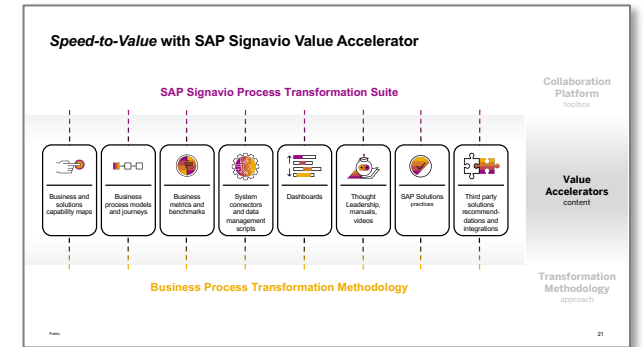 Speed-to-Value with SAP Signavio Value Accelerator
SAP Signavio Process Transformation Suite
Collaboration
Platform
toolbox
Business and
solutions
capability maps
Business
process models
and journeys
Business
metrics and
benchmarks
System
connectors
and data
management
scripts
Dashboards
Thought
Leadership,
manuals,
videos
SAP Solutions
practices
Third party
solutions
recommend-
dations and
integrations
Value
Accelerators
content
Business Process Transformation Methodology
Transformation
Methodology
approach
Public
21